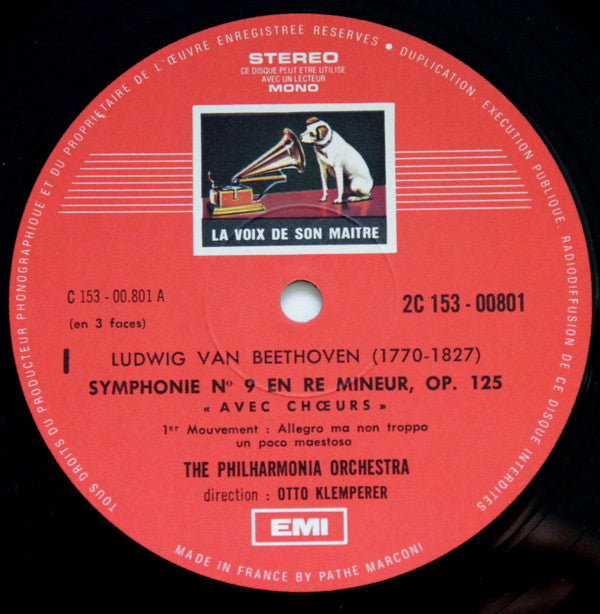 TOUS DROITS DU PRODUCTEUR PHONOGRAPHIQUE ET DU PROPRIETAIRE DE L'ŒUVRE ENREGISTREE RESERVES • DUPLICATION, EXECUTION PUBLIQUE RADIODIFFUSION DE CE DISQUE INTERDITES
STEREO
CE DISQUE PEUT ETRE UTILISE
AVEC UN LECTEUR
MONO
LA VOIX DE SON MAITRE
C 153 - 00.801 A
2C 153 - 00801
(en 3 faces)
I LUDWIG VAN BEETHOVEN (1770-1827)
SYMPHONIE Nº 9 EN RE MINEUR, OP. 125
« AVEC CHŒURS »
1er Mouvement : Allegro ma non troppo
un poco maestoso
THE PHILHARMONIA ORCHESTRA
direction : OTTO KLEMPERER
EMI
MADE IN FRANCE BY PATHE MARCONI